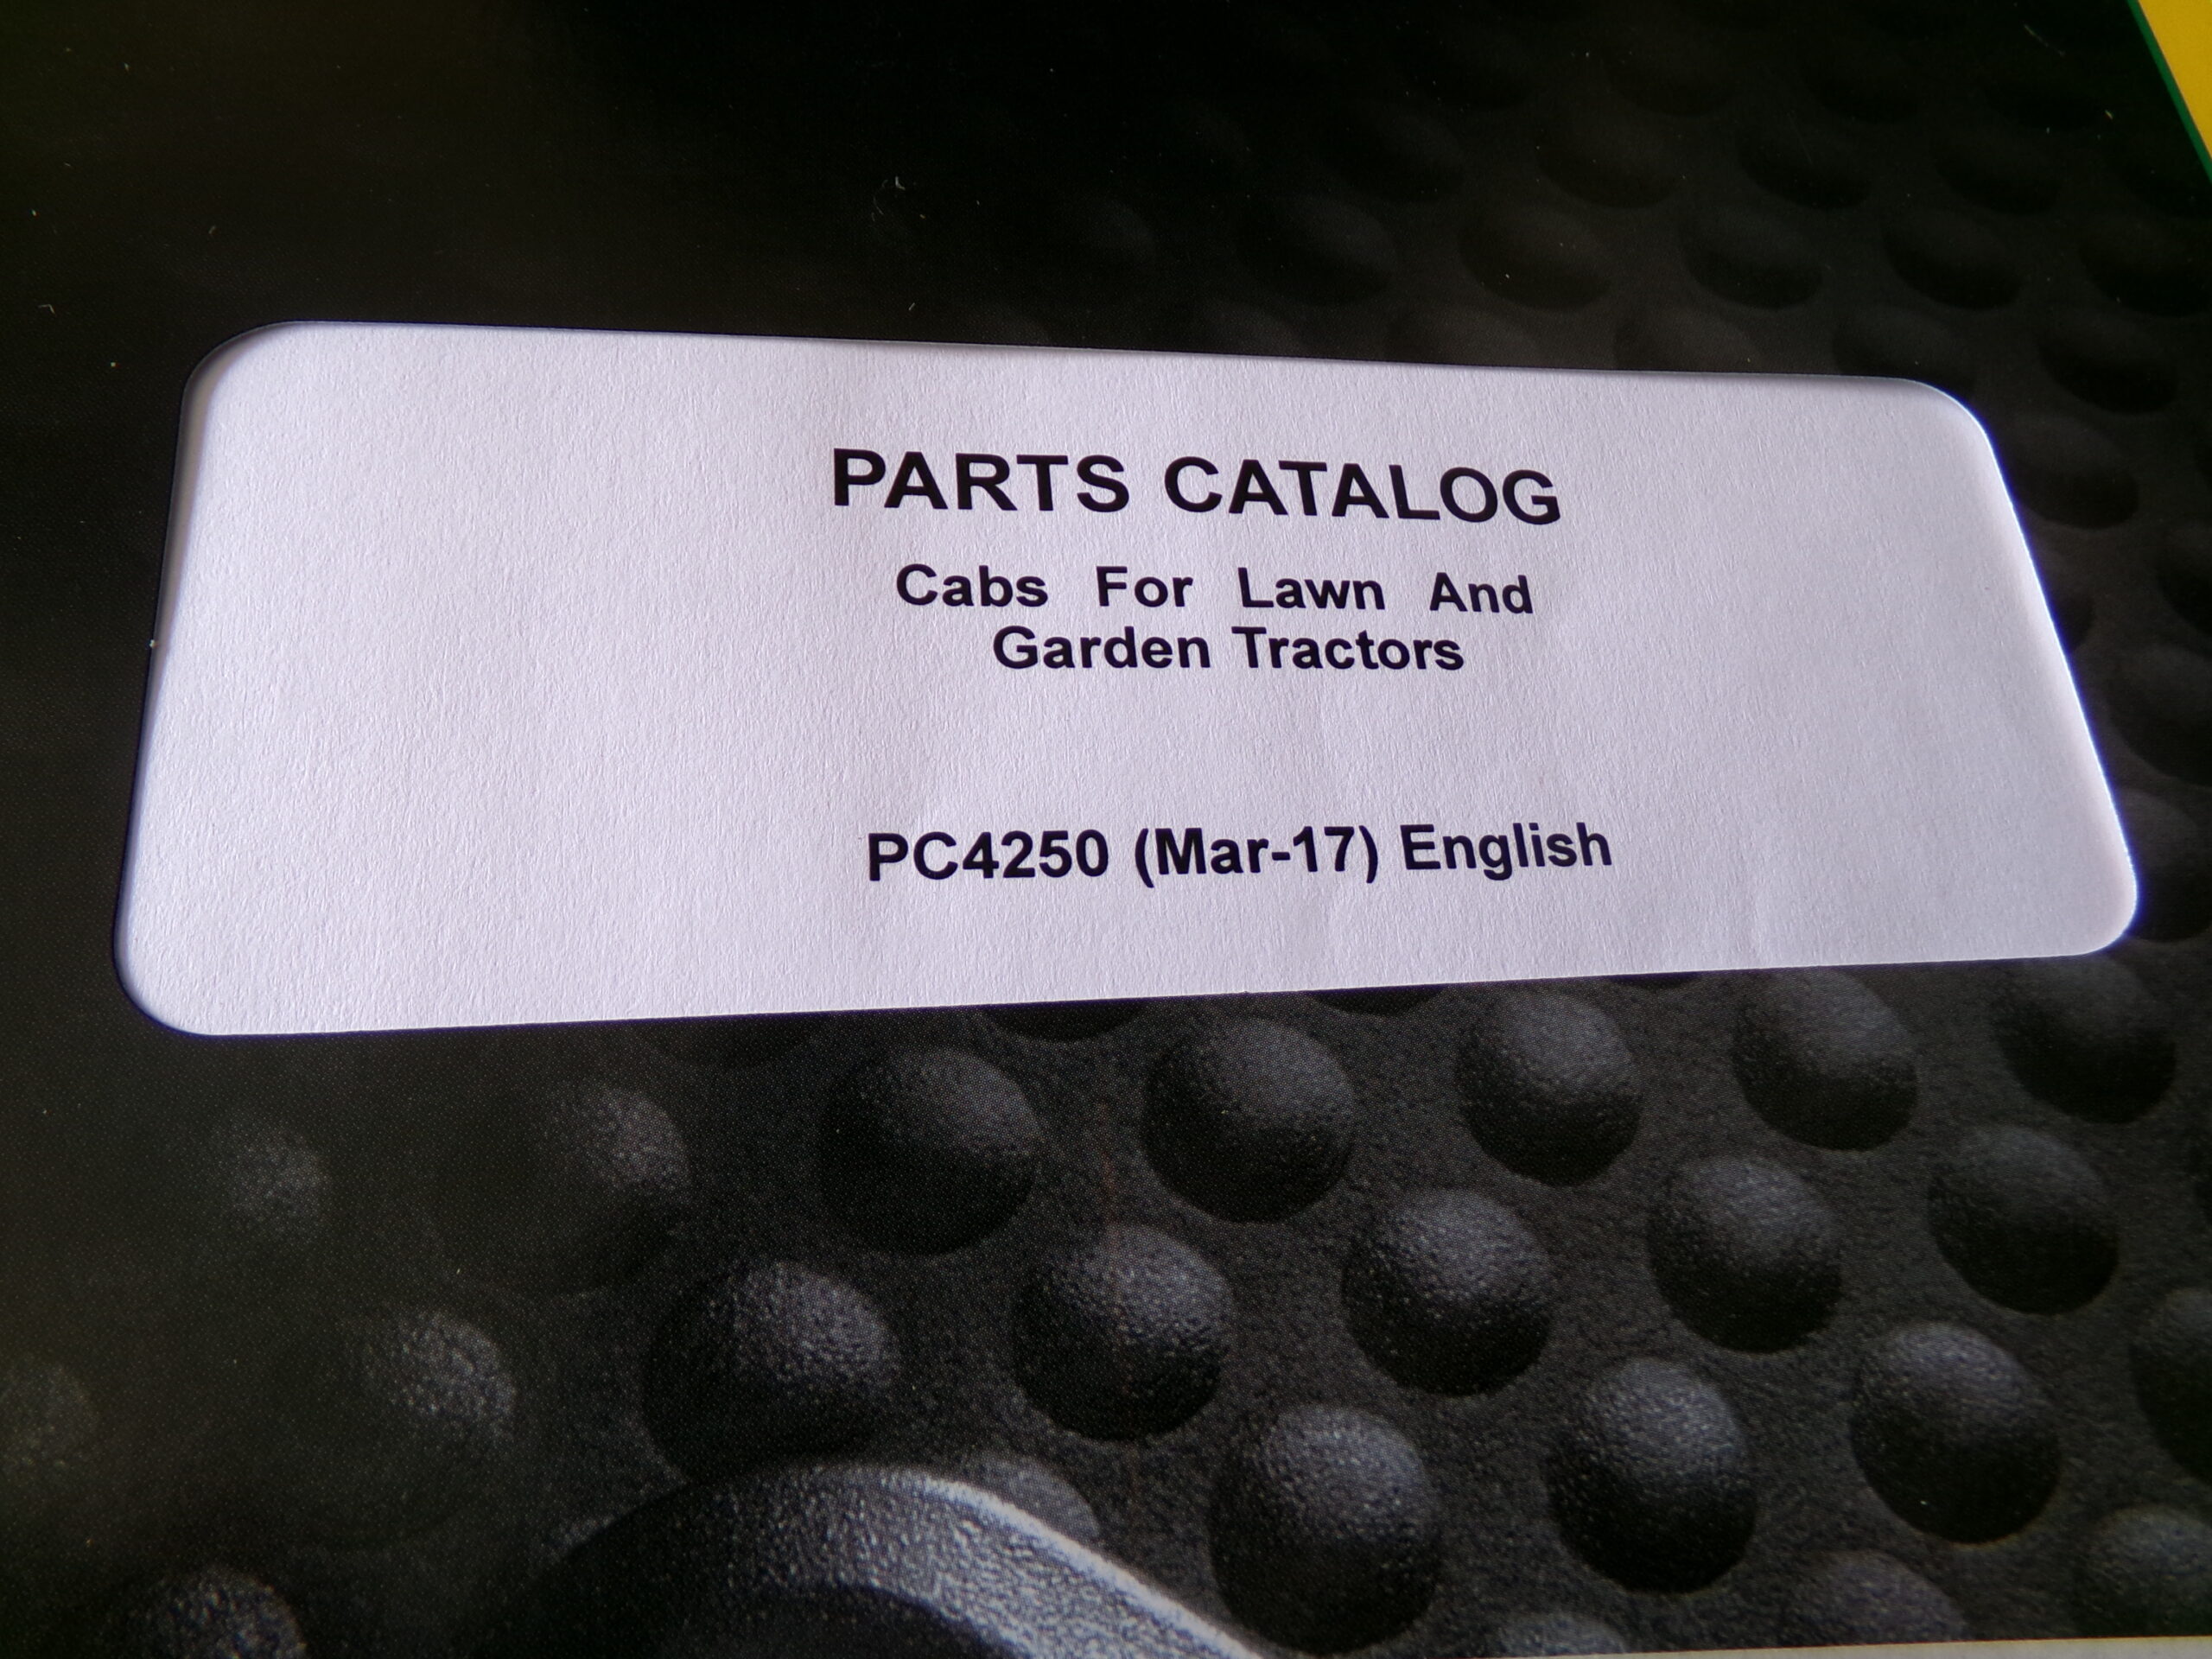 PARTS CATALOG
Cabs For Lawn And
Garden Tractors
PC4250 (Mar-17) English